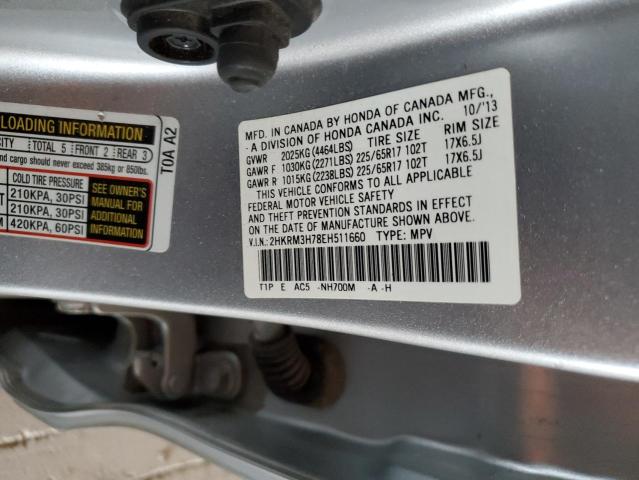 LOADING INFORMATION
CITY | TOTAL 5 | FRONT 2 | REAR 3
and cargo should never exceed 385kg or 850lbs.
COLD TIRE PRESSURE
210KPA, 30PSI
210KPA, 30PSI
420KPA, 60PSI
SEE OWNER'S
MANUAL FOR
ADDITIONAL
INFORMATION
T0A A2
MFD. IN CANADA BY HONDA OF CANADA MFG.,
- A DIVISION OF HONDA CANADA INC. 10/'13
GVWR 2025KG(4464LBS) TIRE SIZE RIM SIZE
GAWR F 1030KG(2271LBS) 225/65R17 102T 17X6.5J
GAWR R 1015KG(2238LBS) 225/65R17 102T 17X6.5J
THIS VEHICLE CONFORMS TO ALL APPLICABLE
FEDERAL MOTOR VEHICLE SAFETY
AND THEFT PREVENTION STANDARDS IN EFFECT
ON THE DATE OF MANUFACTURE SHOWN ABOVE.
V.I.N.:2HKRM3H78EH511660 TYPE: MPV
T1P E AC5 -NH700M -A -H